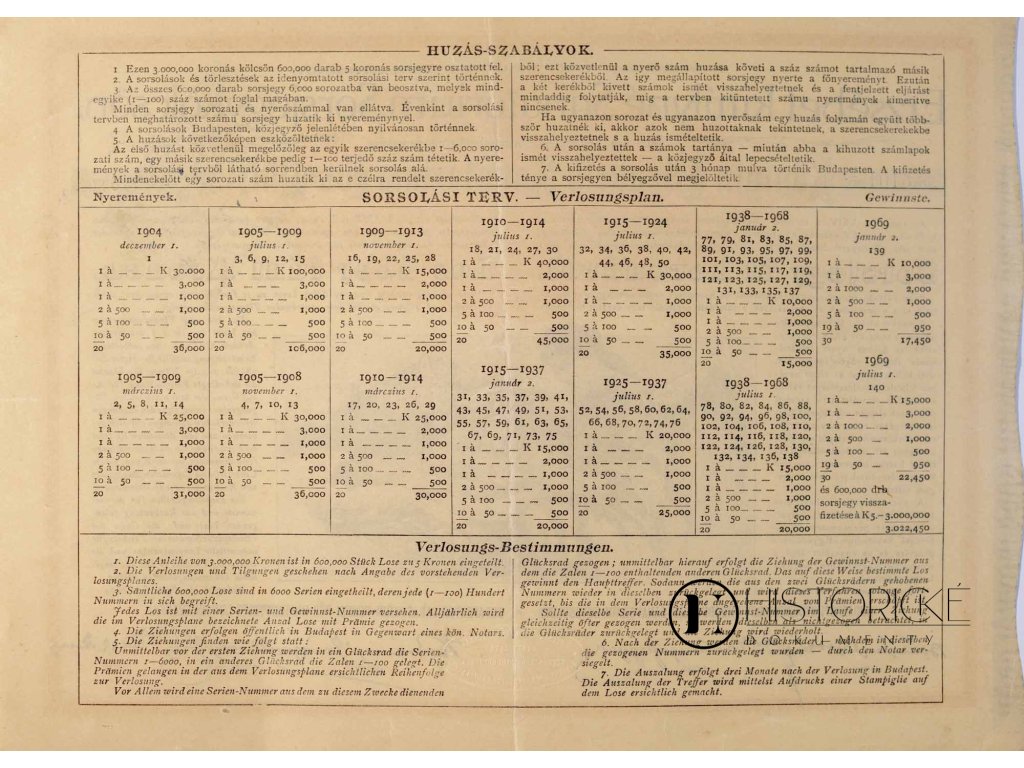 HUZÁS-SZABÁLYOK.
1. Ezen 3.000,000 koronás kölcsön 600,000 darab 5 koronás sorsjegyre osztatott fel.
2. A sorsolások és törlesztések az idenyomtatott sorsolási terv szerint történnek.
3. Az összes 600,000 darab sorsjegy 6,000 sorozatba van beosztva, melyek mind-
egyike (1—100) száz számot foglal magában.
Minden sorsjegy sorozati és nyerőszámmal van ellátva. Évenkint a sorsolási
tervben meghatározott számu sorsjegy huzatik ki nyereménynyel.
4 A sorsolások Budapesten, közjegyző jelenlétében nyilvánosan történnek.
5. A huzások következőképen eszközöltetnek:
Az első huzást közvetlenül megelőzőleg az egyik szerencsekerékbe 1—6,000 soro-
zati szám, egy másik szerencsekerékbe pedig 1—100 terjedő száz szám tétetik. A nyere-
mények a sorsolási tervből látható sorrendben kerülnek sorsolás alá.
Mindenekelőtt egy sorozati szám huzatik ki az e czélra rendelt szerencsekerék-
ből; ezt közvetlenül a nyerő szám huzása követi a száz számot tartalmazó másik
szerencsekerékből. Az igy megállapított sorsjegy nyerte a főnyereményt. Ezután
a két kerékből kivett számok ismét visszahelyeztetnek és a fentjelzett eljárást
mindaddig folytatják, mig a tervben kitüntetett számu nyeremények kimerítve
nincsenek.
Ha ugyanazon sorozat és ugyanazon nyerőszám egy huzás folyamán együtt több-
ször huzatnék ki, akkor azok nem huzottaknak tekintetnek, a szerencsekerekekbe
visszahelyeztetnek s a huzás ismételtetik.
6. A sorsolás után a számok tartánya — miután abba a kihuzott számlapok
ismét visszahelyeztettek — a közjegyző által lepecsételtetik.
7. A kifizetés a sorsolás után 3 hónap mulva történik Budapesten. A kifizetés
ténye a sorsjegyen bélyegzővel megjelöltetik.
Nyeremények. SORSOLÁSI TERV. — Verlosungsplan. Gewinnste.
1904
deczember 1.
1
1 à K 30.000
1 à 3,000
1 à 1,000
2 à 500 1,000
5 à 100 500
10 à 50 500
20 36,000
1905—1909
julius 1.
3, 6, 9, 12, 15
1 à K 100,000
1 à 3,000
1 à 1,000
2 à 500 1,000
5 à 100 500
10 à 50 500
20 106,000
1909—1913
november 1.
16, 19, 22, 25, 28
1 à K 15,000
1 à 2,000
1 à 1,000
2 à 500 1,000
5 à 100 500
10 à 50 500
20 20,000
1910—1914
julius 1.
18, 21, 24, 27, 30
1 à K 40,000
1 à 2,000
1 à 1,000
2 à 500 1,000
5 à 100 500
10 à 50 500
20 45,000
1915—1924
julius 1.
32, 34, 36, 38, 40, 42,
44, 46, 48, 50
1 à K 30,000
1 à 2,000
1 à 1,000
2 à 500 1,000
5 à 100 500
10 à 50 500
20 35,000
1938—1968
január 2.
77, 79, 81, 83, 85, 87,
89, 91, 93, 95, 97, 99,
101, 103, 105, 107, 109,
111, 113, 115, 117, 119,
121, 123, 125, 127, 129,
131, 133, 135, 137
1 à K 10,000
1 à 2,000
1 à 1,000
2 à 500 1,000
5 à 100 500
10 à 50 500
20 15,000
1969
január 2.
139
1 à K 10,000
1 à 3,000
2 à 1000 2,000
2 à 500 1,000
5 à 100 500
19 à 50 950
30 17,450
1905—1909
márczius 1.
2, 5, 8, 11, 14
1 à K 25,000
1 à 3,000
1 à 1,000
2 à 500 1,000
5 à 100 500
10 à 50 500
20 31,000
1905—1908
november 1.
4, 7, 10, 13
1 à K 30,000
1 à 3,000
1 à 1,000
2 à 500 1,000
5 à 100 500
10 à 50 500
20 36,000
1910—1914
márczius 1.
17, 20, 23, 26, 29
1 à K 25,000
1 à 2,000
1 à 1,000
2 à 500 1,000
5 à 100 500
10 à 50 500
20 30,000
1915—1937
január 2.
31, 33, 35, 37, 39, 41,
43, 45, 47, 49, 51, 53,
55, 57, 59, 61, 63, 65,
67, 69, 71, 73, 75
1 à K 15,000
1 à 2,000
1 à 1,000
2 à 500 1,000
5 à 100 500
10 à 50 500
20 20,000
1925—1937
julius 1.
52, 54, 56, 58, 60, 62, 64,
66, 68, 70, 72, 74, 76
1 à K 20,000
1 à 2,000
1 à 1,000
2 à 500 1,000
5 à 100 500
10 à 50 500
20 25,000
1938—1968
julius 1.
78, 80, 82, 84, 86, 88,
90, 92, 94, 96, 98, 100,
102, 104, 106, 108, 110,
112, 114, 116, 118, 120,
122, 124, 126, 128, 130,
132, 134, 136, 138
1 à K 15,000
1 à 2,000
1 à 1,000
2 à 500 1,000
5 à 100 500
10 à 50 500
20 20,000
1969
julius 1.
140
1 à K 15,000
1 à 3,000
2 à 1000 2,000
2 à 500 1,000
5 à 100 500
19 à 50 950
30 22,450
és 600,000 drb
sorsjegy vissza-
fizetése à K 5.– 3,000,000
3.022,450
Verlosungs-Bestimmungen.
1. Diese Anleihe von 3.000,000 Kronen ist in 600,000 Stück Lose zu 5 Kronen eingeteilt.
2. Die Verlosungen und Tilgungen geschehen nach Angabe des vorstehenden Ver-
losungsplanes.
3. Sämtliche 600,000 Lose sind in 6000 Serien eingetheilt, deren jede (1—100) Hundert
Nummern in sich begreift.
Jedes Los ist mit einer Serien- und Gewinnst-Nummer versehen. Alljährlich wird
die im Verlosungsplane bezeichnete Anzal Lose mit Prämie gezogen.
4. Die Ziehungen erfolgen öffentlich in Budapest in Gegenwart eines kön. Notars.
5. Die Ziehungen finden wie folgt statt:
Unmittelbar vor der ersten Ziehung werden in ein Glücksrad die Serien-
Nummern 1—6000, in ein anderes Glücksrad die Zalen 1—100 gelegt. Die
Prämien gelangen in der aus dem Verlosungsplane ersichtlichen Reihenfolge
zur Verlosung.
Vor Allem wird eine Serien-Nummer aus dem zu diesem Zwecke dienenden
Glücksrad gezogen; unmittelbar hierauf erfolgt die Ziehung der Gewinnst-Nummer aus
dem die Zalen 1—100 enthaltenden anderen Glücksrad. Das auf diese Weise bestimmte Los
gewinnt den Haupttreffer. Sodann werden die aus den zwei Glücksrädern gehobenen
Nummern wieder in dieselben zurückgelegt und wird dieses Verfahren solange fort-
gesetzt, bis die in dem Verlosungsplane angegebene Anzal von Prämien erschöpft ist.
Sollte dieselbe Serie und dieselbe Gewinnst-Nummer im Laufe der Ziehung
gleichzeitig öfter gezogen werden, so werden dieselben als nichtgezogen betrachtet, in
die Glücksräder zurückgelegt und die Ziehung wird wiederholt.
6. Nach der Ziehung werden die Glücksräder — nachdem in dieselben
die gezogenen Nummern zurückgelegt wurden — durch den Notar ver-
siegelt.
7. Die Auszalung erfolgt drei Monate nach der Verlosung in Budapest.
Die Auszalung der Treffer wird mittelst Aufdrucks einer Stampiglie auf
dem Lose ersichtlich gemacht.
HISTORICKÉ
DOKUMENTY